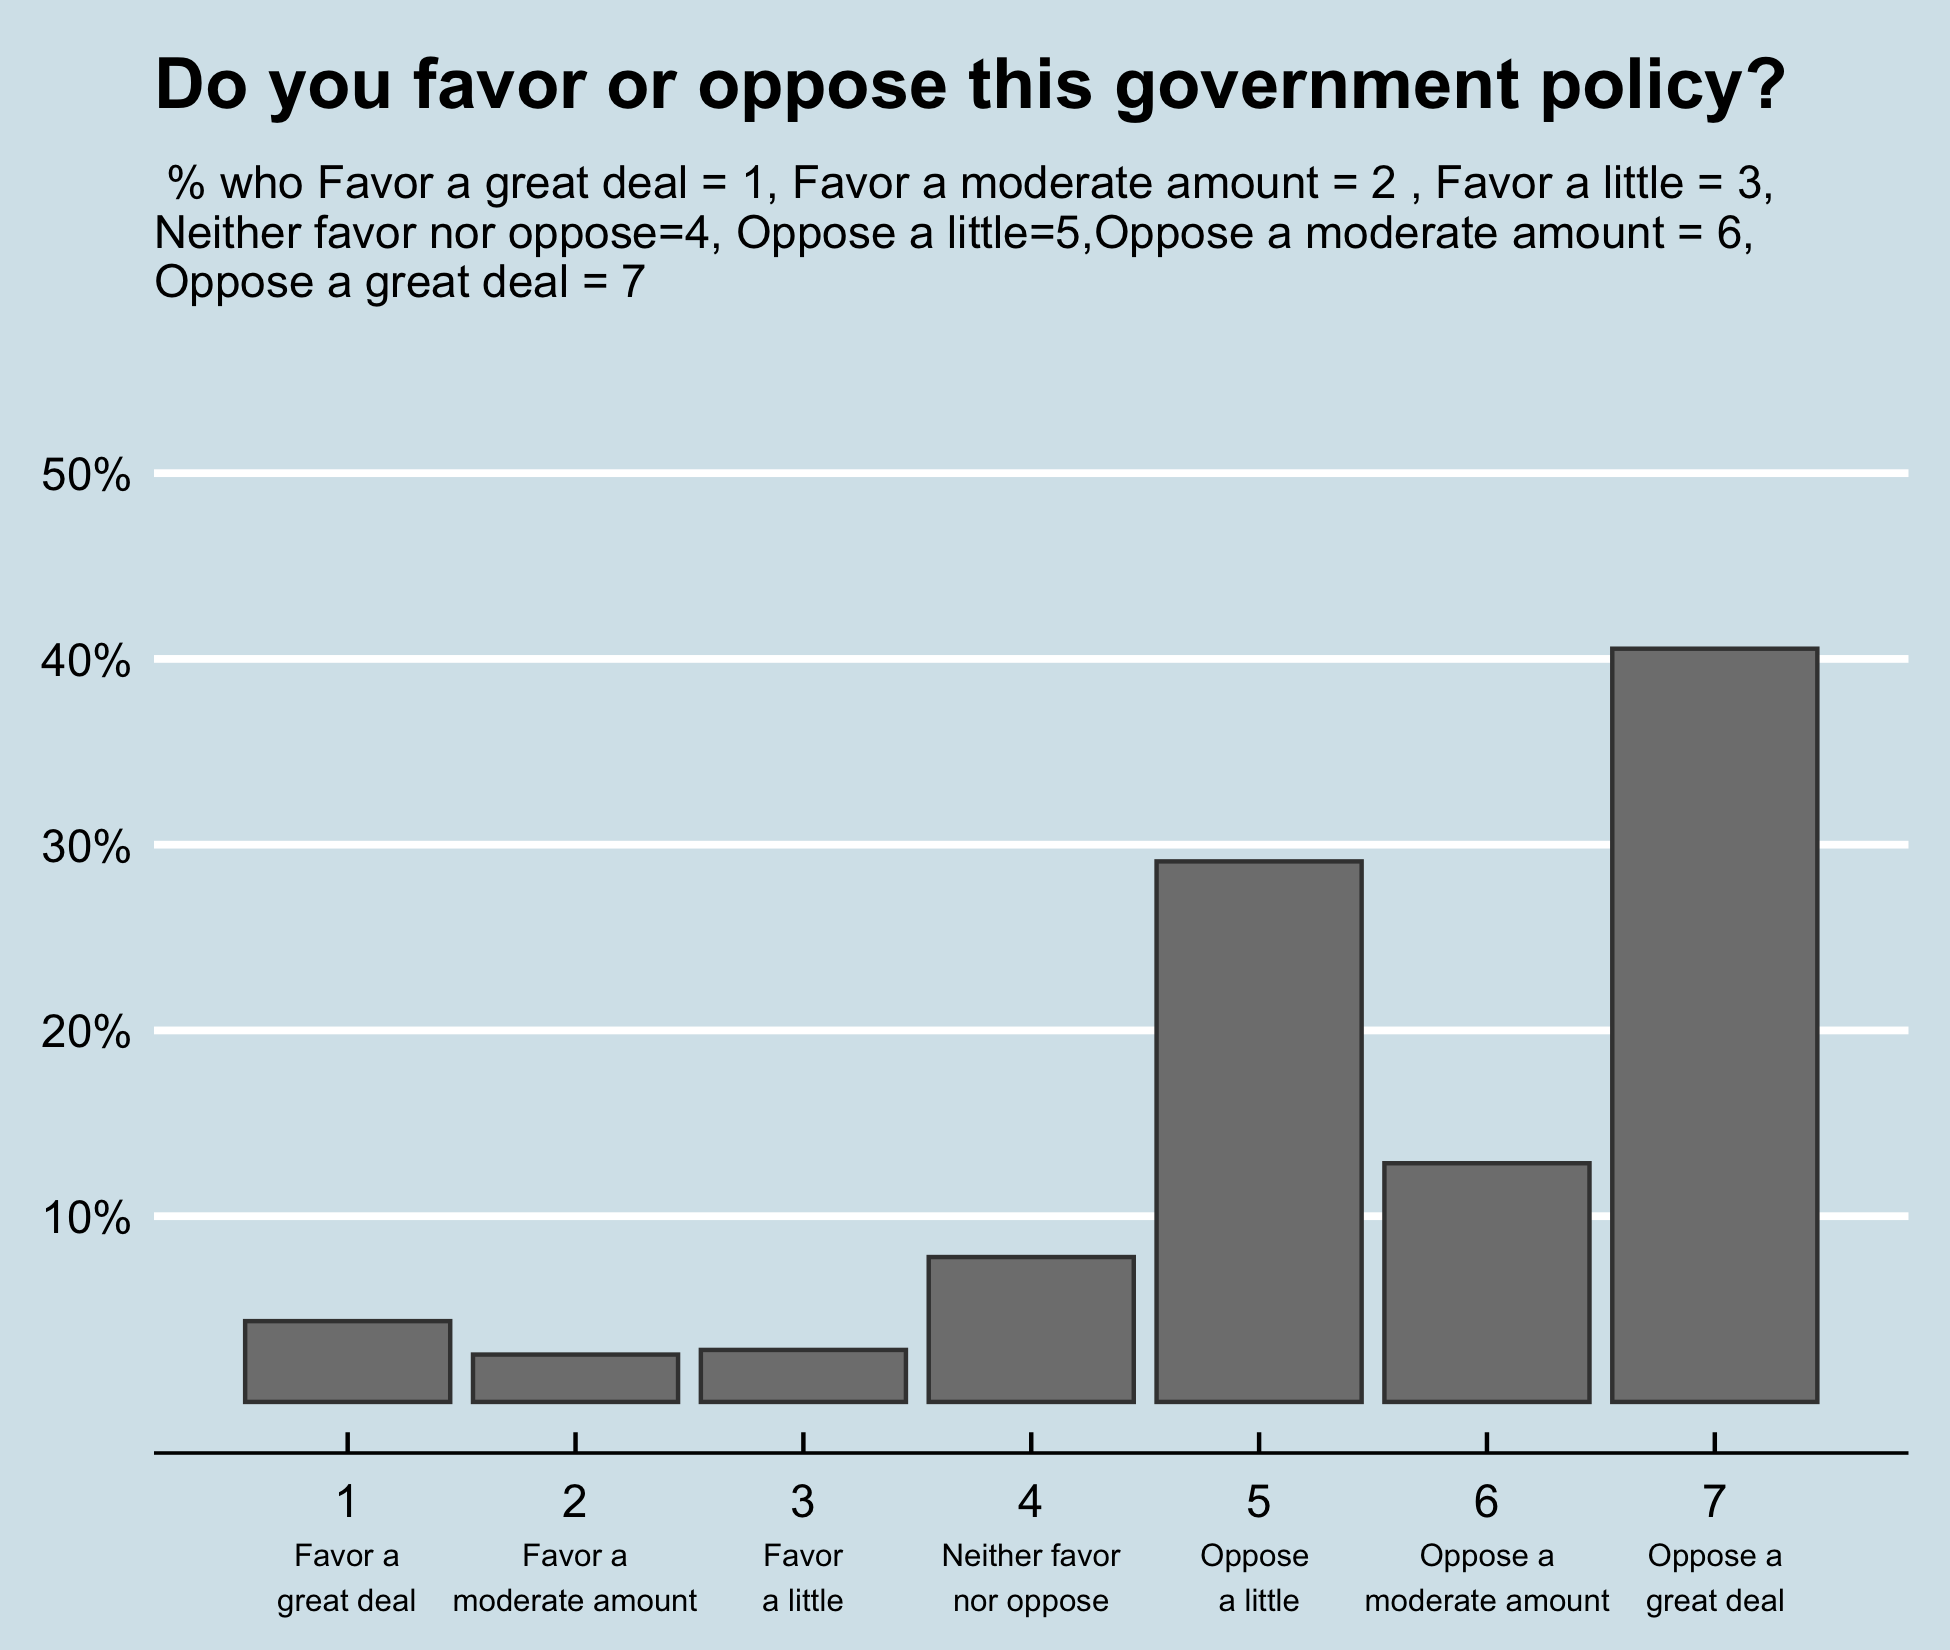 Do you favor or oppose this government policy?
% who Favor a great deal = 1, Favor a moderate amount = 2 , Favor a little = 3,
Neither favor nor oppose=4, Oppose a little=5,Oppose a moderate amount = 6,
Oppose a great deal = 7
50%
40%
30%
20%
10%
1 2 3 4 5 6 7
Favor a Favor a Favor Neither favor Oppose Oppose a Oppose a
great deal moderate amount a little nor oppose a little moderate amount great deal